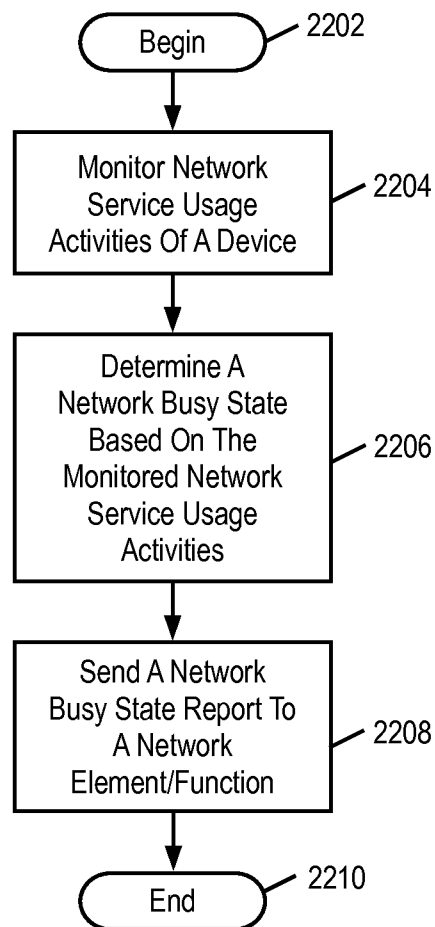 Begin
2202
Monitor Network
Service Usage
Activities Of A Device
2204
Determine A
Network Busy State
Based On The
Monitored Network
Service Usage
Activities
2206
Send A Network
Busy State Report To
A Network
Element/Function
2208
End
2210